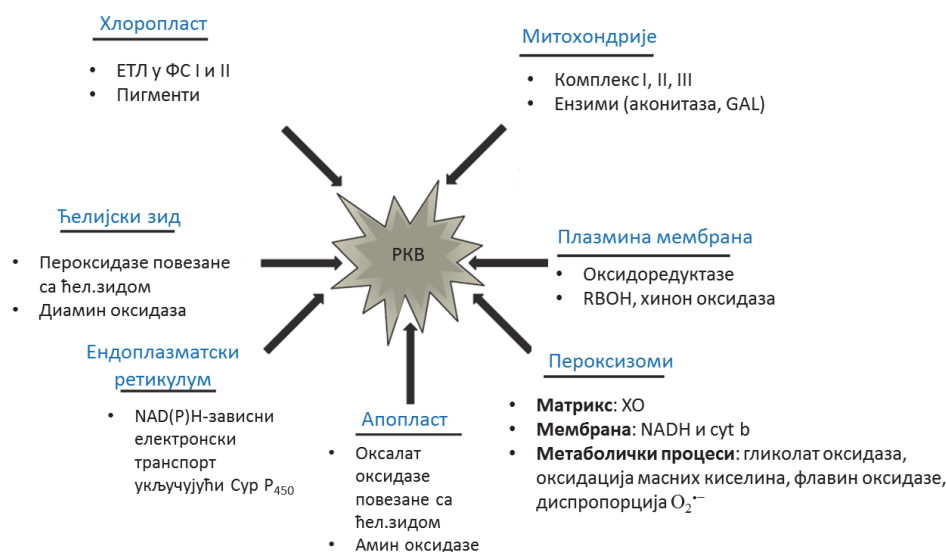 Хлоропласт
• ЕТЛ у ФС I и II
• Пигменти
Митохондрије
• Комплекс I, II, III
• Ензими (аконитаза, GAL)
Ћелијски зид
• Пероксидазе повезане
са ћел.зидом
• Диамин оксидаза
РКВ
Плазмина мембрана
• Оксидоредуктазе
• RBOH, хинон оксидаза
Ендоплазматски
ретикулум
• NAD(P)H-зависни
електронски
транспорт
укључујући Cyp P₄₅₀
Апопласт
• Оксалат
оксидазе
повезане са
ћел.зидом
• Амин оксидазе
Пероксизоми
• Матрикс: ХО
• Мембрана: NADH и cyt b
• Метаболички процеси: гликолат оксидаза,
оксидација масних киселина, флавин оксидазе,
диспропорција O₂•⁻